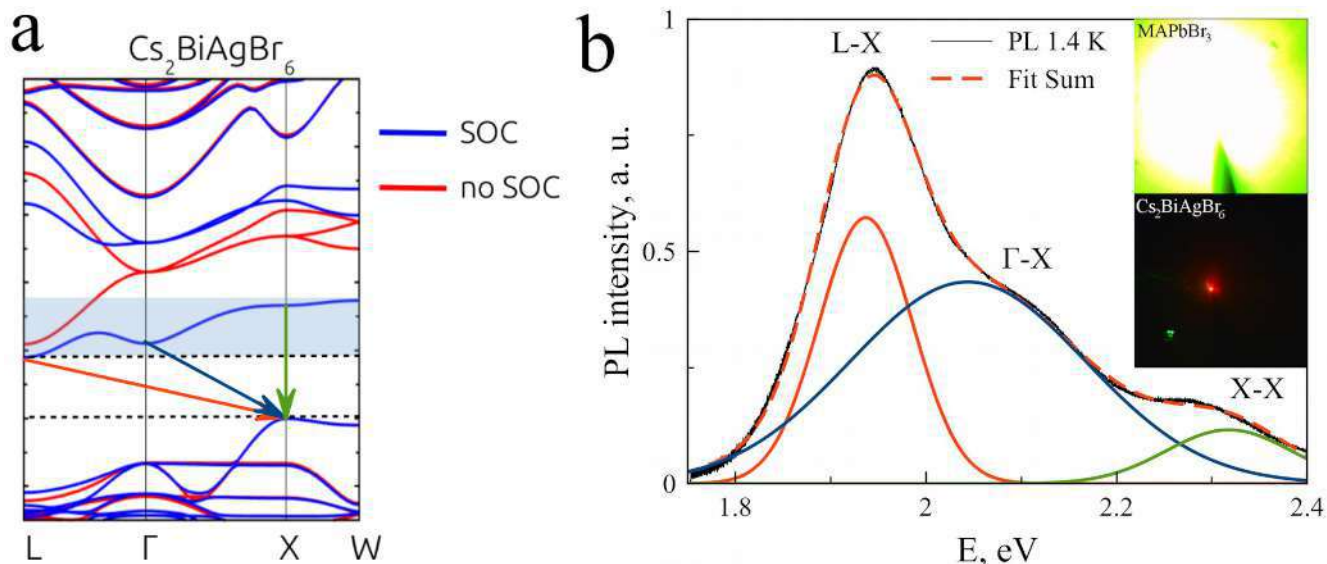 a
Cs₂BiAgBr₆
SOC
no SOC
L Γ X W
b
1
0.5
0
PL intensity, a. u.
L-X
PL 1.4 K
Fit Sum
Γ-X
X-X
MAPbBr₃
Cs₂BiAgBr₆
1.8 2 2.2 2.4
E, eV